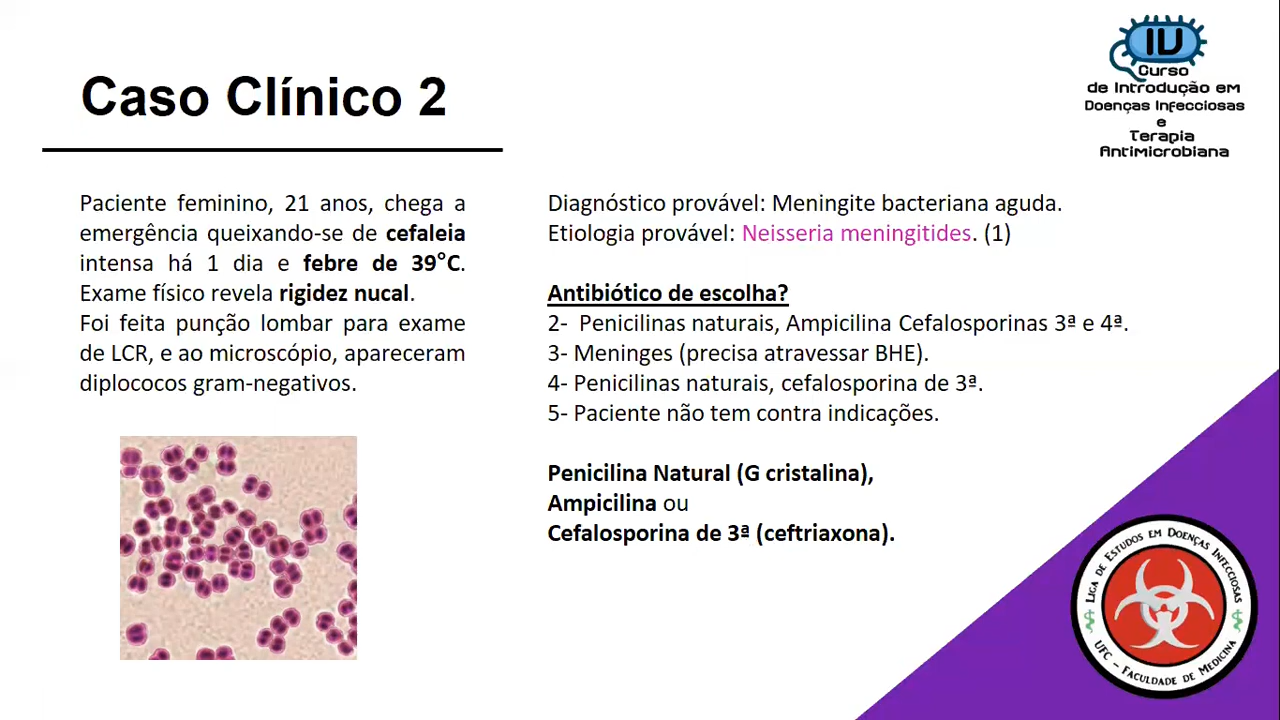 IV
Curso
de Introdução em
Doenças Infecciosas
e
Terapia
Antimicrobiana
Caso Clínico 2
Paciente feminino, 21 anos, chega a
emergência queixando-se de cefaleia
intensa há 1 dia e febre de 39°C.
Exame físico revela rigidez nucal.
Foi feita punção lombar para exame
de LCR, e ao microscópio, apareceram
diplococos gram-negativos.
Diagnóstico provável: Meningite bacteriana aguda.
Etiologia provável: Neisseria meningitides. (1)
Antibiótico de escolha?
2- Penicilinas naturais, Ampicilina Cefalosporinas 3ª e 4ª.
3- Meninges (precisa atravessar BHE).
4- Penicilinas naturais, cefalosporina de 3ª.
5- Paciente não tem contra indicações.
Penicilina Natural (G cristalina),
Ampicilina ou
Cefalosporina de 3ª (ceftriaxona).
Liga de Estudos em Doenças Infecciosas
UFC – Faculdade de Medicina